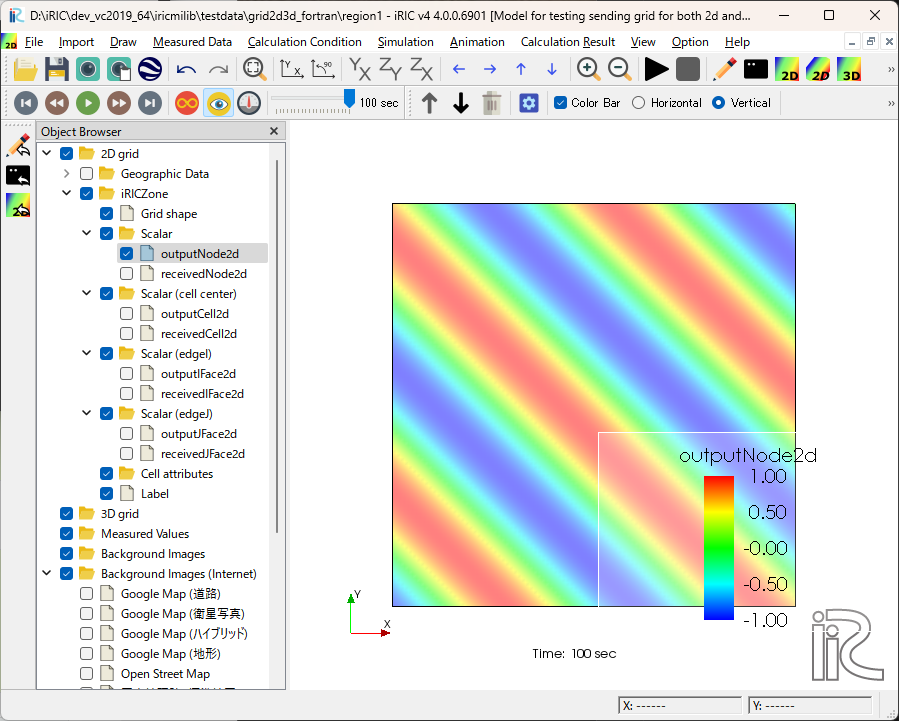 D:\iRIC\dev_vc2019_64\iricmilib\testdata\grid2d3d_fortran\region1 - iRIC v4 4.0.0.6901 [Model for testing sending grid for both 2d and...
2D File Import Draw Measured Data Calculation Condition Simulation Animation Calculation Result View Option Help
Y X -90 Y X Z Y Z X 2D 2D 3D
100 sec Color Bar Horizontal Vertical
Object Browser
2D grid
Geographic Data
iRICZone
Grid shape
Scalar
outputNode2d
receivedNode2d
Scalar (cell center)
outputCell2d
receivedCell2d
Scalar (edgeI)
outputIFace2d
receivedIFace2d
Scalar (edgeJ)
outputJFace2d
receivedJFace2d
Cell attributes
Label
3D grid
Measured Values
Background Images
Background Images (Internet)
Google Map (道路)
Google Map (衛星写真)
Google Map (ハイブリッド)
Google Map (地形)
Open Street Map
outputNode2d
1.00
0.50
-0.00
-0.50
-1.00
Y
X
Time: 100 sec
iRIC
X: ------
Y: ------